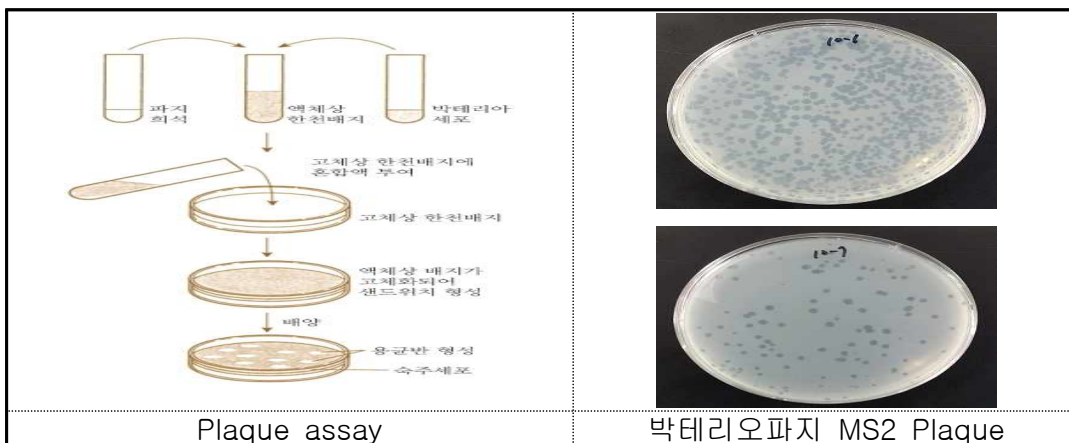 파지
희석
액체상
한천배지
박테리아
세포
고체상 한천배지에
혼합액 부여
고체상 한천배지
액체상 배지가
고체화되어
샌드위치 형성
배양
용균반 형성
숙주세포
Plaque assay
10-6
10-7
박테리오파지 MS2 Plaque